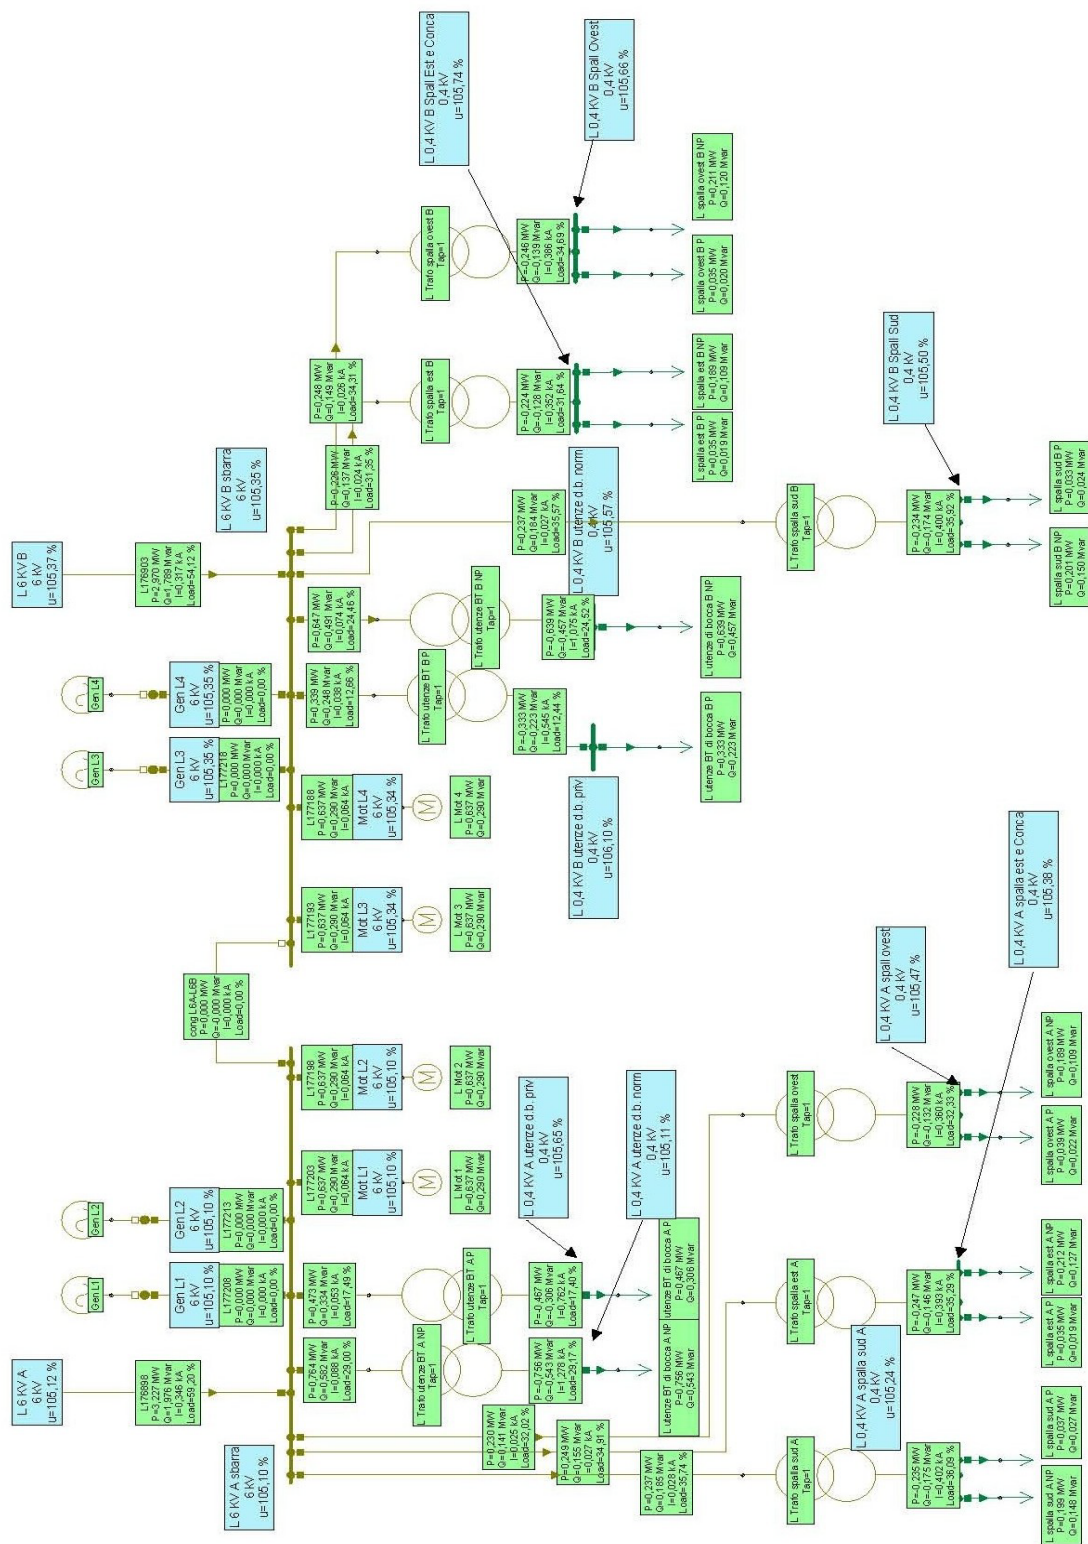 L 6 KV A
6 KV
u=105,12 %
L 6 KV B
6 KV
u=105,37 %
Gen L1
Gen L2
Gen L3
Gen L4
L176898
P=3,227 MW
Q=1,976 Mvar
I=0,346 kA
Load=59,20 %
Gen L1
6 KV
u=105,10 %
Gen L2
6 KV
u=105,10 %
Gen L3
6 KV
u=105,35 %
Gen L4
6 KV
u=105,35 %
L176903
P=2,970 MW
Q=1,789 Mvar
I=0,317 kA
Load=54,12 %
L177208
P=0,000 MW
Q=0,000 Mvar
I=0,000 kA
Load=0,00 %
L177213
P=0,000 MW
Q=0,000 Mvar
I=0,000 kA
Load=0,00 %
cong L6A-L6B
P=0,000 MW
Q=-0,000 Mvar
I=0,000 kA
Load=0,00 %
L177218
P=0,000 MW
Q=0,000 Mvar
I=0,000 kA
Load=0,00 %
P=0,000 MW
Q=0,000 Mvar
I=0,000 kA
Load=0,00 %
L 6 KV A sbarra
6 KV
u=105,10 %
L 6 KV B sbarra
6 KV
u=105,35 %
P=0,764 MW
Q=0,582 Mvar
I=0,088 kA
Load=29,00 %
P=0,473 MW
Q=0,334 Mvar
I=0,053 kA
Load=17,49 %
L177203
P=0,637 MW
Q=0,290 Mvar
I=0,064 kA
Mot L1
6 KV
u=105,10 %
L177198
P=0,637 MW
Q=0,290 Mvar
I=0,064 kA
Mot L2
6 KV
u=105,10 %
L177193
P=0,637 MW
Q=0,290 Mvar
I=0,064 kA
Mot L3
6 KV
u=105,34 %
L177188
P=0,637 MW
Q=0,290 Mvar
I=0,064 kA
Mot L4
6 KV
u=105,34 %
P=0,339 MW
Q=0,248 Mvar
I=0,038 kA
Load=12,66 %
P=0,647 MW
Q=0,491 Mvar
I=0,074 kA
Load=24,46 %
P=0,226 MW
Q=0,137 Mvar
I=0,024 kA
Load=31,35 %
P=0,248 MW
Q=0,149 Mvar
I=0,026 kA
Load=34,31 %
M
M
M
M
L Mot 1
P=0,637 MW
Q=0,290 Mvar
L Mot 2
P=0,637 MW
Q=0,290 Mvar
L Mot 3
P=0,637 MW
Q=0,290 Mvar
L Mot 4
P=0,637 MW
Q=0,290 Mvar
L Trafo utenze BT A NP
Tap=1
L Trafo utenze BT A P
Tap=1
L Trafo utenze BT B P
Tap=1
L Trafo utenze BT B NP
Tap=1
L Trafo spalla est B
Tap=1
L Trafo spalla ovest B
Tap=1
L 0,4 KV B Spall Est e Conca
0,4 KV
u=105,74 %
P=0,230 MW
Q=0,141 Mvar
I=0,025 kA
Load=32,02 %
P=-0,756 MW
Q=-0,543 Mvar
I=1,278 kA
Load=29,17 %
P=-0,467 MW
Q=-0,306 Mvar
I=0,762 kA
Load=17,40 %
L 0,4 KV A utenze d.b. priv
0,4 KV
u=105,65 %
P=-0,333 MW
Q=-0,223 Mvar
I=0,545 kA
Load=12,44 %
P=-0,639 MW
Q=-0,457 Mvar
I=1,075 kA
Load=24,52 %
P=0,237 MW
Q=0,184 Mvar
I=0,027 kA
Load=35,57 %
P=-0,224 MW
Q=-0,128 Mvar
I=0,352 kA
Load=31,64 %
P=-0,246 MW
Q=-0,139 Mvar
I=0,386 kA
Load=34,69 %
P=0,249 MW
Q=0,155 Mvar
I=0,027 kA
Load=34,91 %
L 0,4 KV B utenze d.b. priv
0,4 KV
u=106,10 %
L 0,4 KV B utenze d.b. norm
0,4 KV
u=105,57 %
L 0,4 KV B Spall Ovest
0,4 KV
u=105,66 %
P=0,237 MW
Q=0,185 Mvar
I=0,028 kA
Load=35,74 %
L 0,4 KV A utenze d.b. norm
0,4 KV
u=105,11 %
L utenze BT di bocca A NP
P=0,756 MW
Q=0,543 Mvar
L utenze BT di bocca A P
P=0,467 MW
Q=0,306 Mvar
L utenze BT di bocca B P
P=0,333 MW
Q=0,223 Mvar
L utenze di bocca B NP
P=0,639 MW
Q=0,457 Mvar
L spalla est B P
P=0,035 MW
Q=0,019 Mvar
L spalla est B NP
P=0,189 MW
Q=0,109 Mvar
L spalla ovest B P
P=0,035 MW
Q=0,020 Mvar
L spalla ovest B NP
P=0,211 MW
Q=0,120 Mvar
L Trafo spalla sud A
Tap=1
L Trafo spalla est A
Tap=1
L Trafo spalla ovest
Tap=1
L Trafo spalla sud B
Tap=1
L 0,4 KV A spalla sud A
0,4 KV
u=105,24 %
L 0,4 KV A spall ovest
0,4 KV
u=105,47 %
L 0,4 KV B Spall Sud
0,4 KV
u=105,50 %
P=-0,235 MW
Q=-0,175 Mvar
I=0,402 kA
Load=36,09 %
P=-0,247 MW
Q=-0,146 Mvar
I=0,393 kA
Load=35,29 %
P=-0,228 MW
Q=-0,132 Mvar
I=0,360 kA
Load=32,33 %
P=-0,234 MW
Q=-0,174 Mvar
I=0,400 kA
Load=35,92 %
L 0,4 KV A spalla est e Conca
0,4 KV
u=105,38 %
L spalla sud A NP
P=0,199 MW
Q=0,148 Mvar
L spalla sud A P
P=0,037 MW
Q=0,027 Mvar
L spalla est A P
P=0,035 MW
Q=0,019 Mvar
L spalla est A NP
P=0,212 MW
Q=0,127 Mvar
L spalla ovest A P
P=0,039 MW
Q=0,022 Mvar
L spalla ovest A NP
P=0,189 MW
Q=0,109 Mvar
L spalla sud B NP
P=0,201 MW
Q=0,150 Mvar
L spalla sud B P
P=0,033 MW
Q=0,024 Mvar